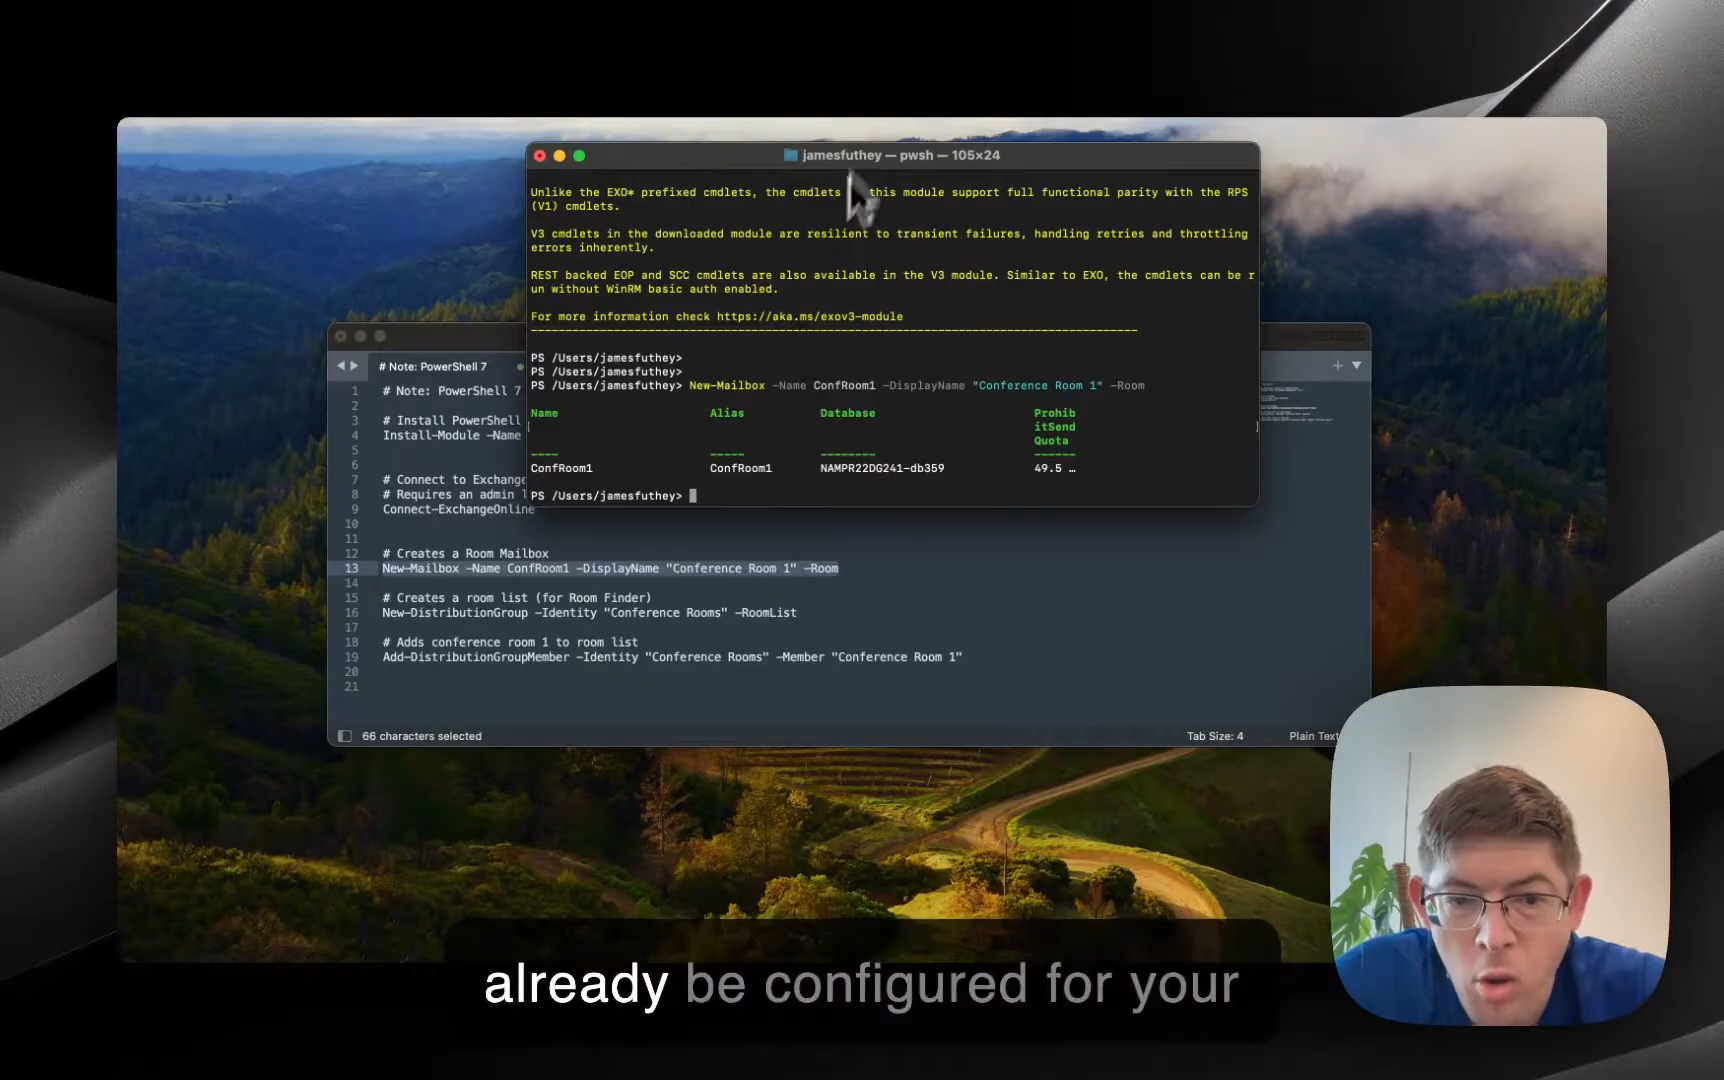 jamesfuthey — pwsh — 105×24
Unlike the EXO* prefixed cmdlets, the cmdlets this module support full functional parity with the RPS
(V1) cmdlets.
V3 cmdlets in the downloaded module are resilient to transient failures, handling retries and throttling
errors inherently.
REST backed EOP and SCC cmdlets are also available in the V3 module. Similar to EXO, the cmdlets can be r
un without WinRM basic auth enabled.
For more information check https://aka.ms/exov3-module
PS /Users/jamesfuthey>
PS /Users/jamesfuthey>
PS /Users/jamesfuthey> New-Mailbox -Name ConfRoom1 -DisplayName "Conference Room 1" -Room
Name Alias Database Prohib
[ itSend ]
Quota
---- ----- -------- ------
ConfRoom1 ConfRoom1 NAMPR22DG241-db359 49.5 …
PS /Users/jamesfuthey>
# Note: PowerShell 7
1 # Note: PowerShell 7
2
3 # Install PowerShell
4 Install-Module -Name
5
6
7 # Connect to Exchange
8 # Requires an admin
9 Connect-ExchangeOnline
10
11
12 # Creates a Room Mailbox
13 New-Mailbox -Name ConfRoom1 -DisplayName "Conference Room 1" -Room
14
15 # Creates a room list (for Room Finder)
16 New-DistributionGroup -Identity "Conference Rooms" -RoomList
17
18 # Adds conference room 1 to room list
19 Add-DistributionGroupMember -Identity "Conference Rooms" -Member "Conference Room 1"
20
21
66 characters selected Tab Size: 4 Plain Text
already be configured for your